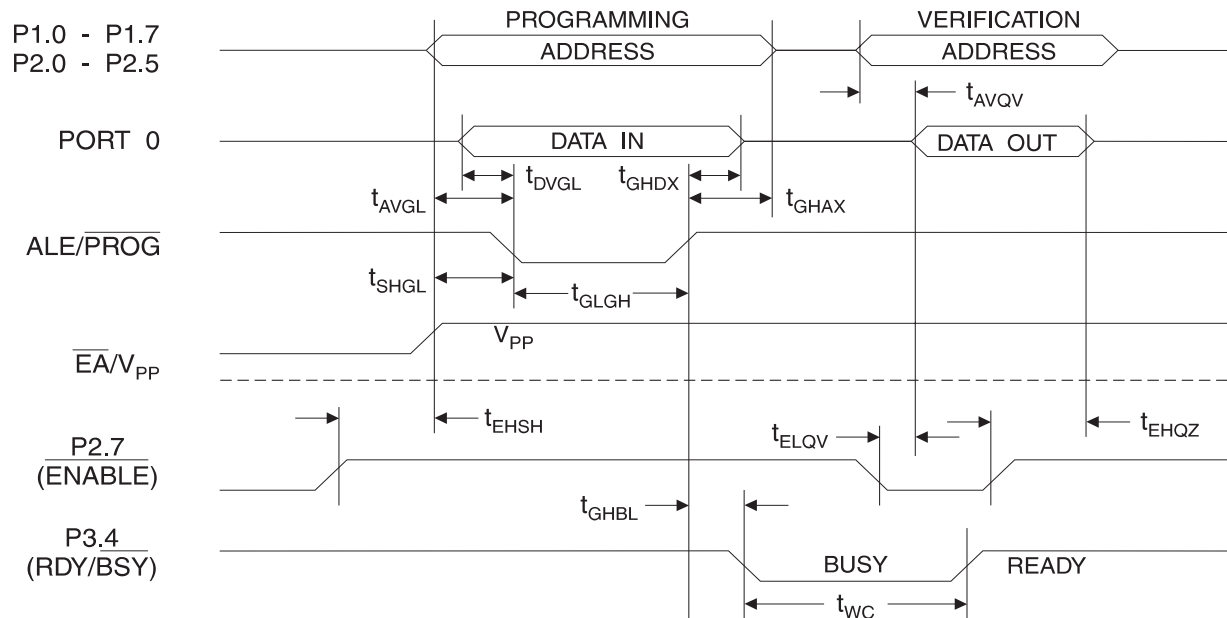 PROGRAMMING VERIFICATION
P1.0 - P1.7
P2.0 - P2.5
ADDRESS ADDRESS
tAVQV
PORT 0 DATA IN DATA OUT
tDVGL tGHDX
tAVGL tGHAX
ALE/PROG
tSHGL tGLGH
VPP
EA/VPP
tEHSH tELQV tEHQZ
P2.7
(ENABLE)
tGHBL
P3.4
(RDY/BSY)
BUSY READY
tWC